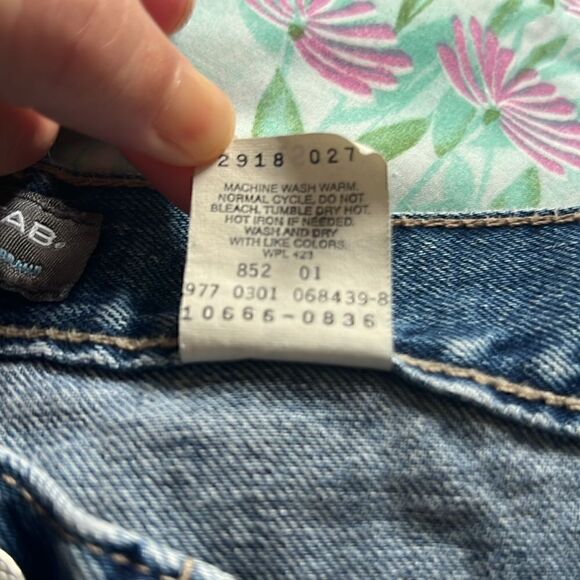 2918 027
MACHINE WASH WARM.
NORMAL CYCLE, DO NOT
BLEACH, TUMBLE DRY HOT.
HOT IRON IF NEEDED.
WASH AND DRY
WITH LIKE COLORS.
WPL 423
852 01
977 0301 068439-8
10666-0836
AB.